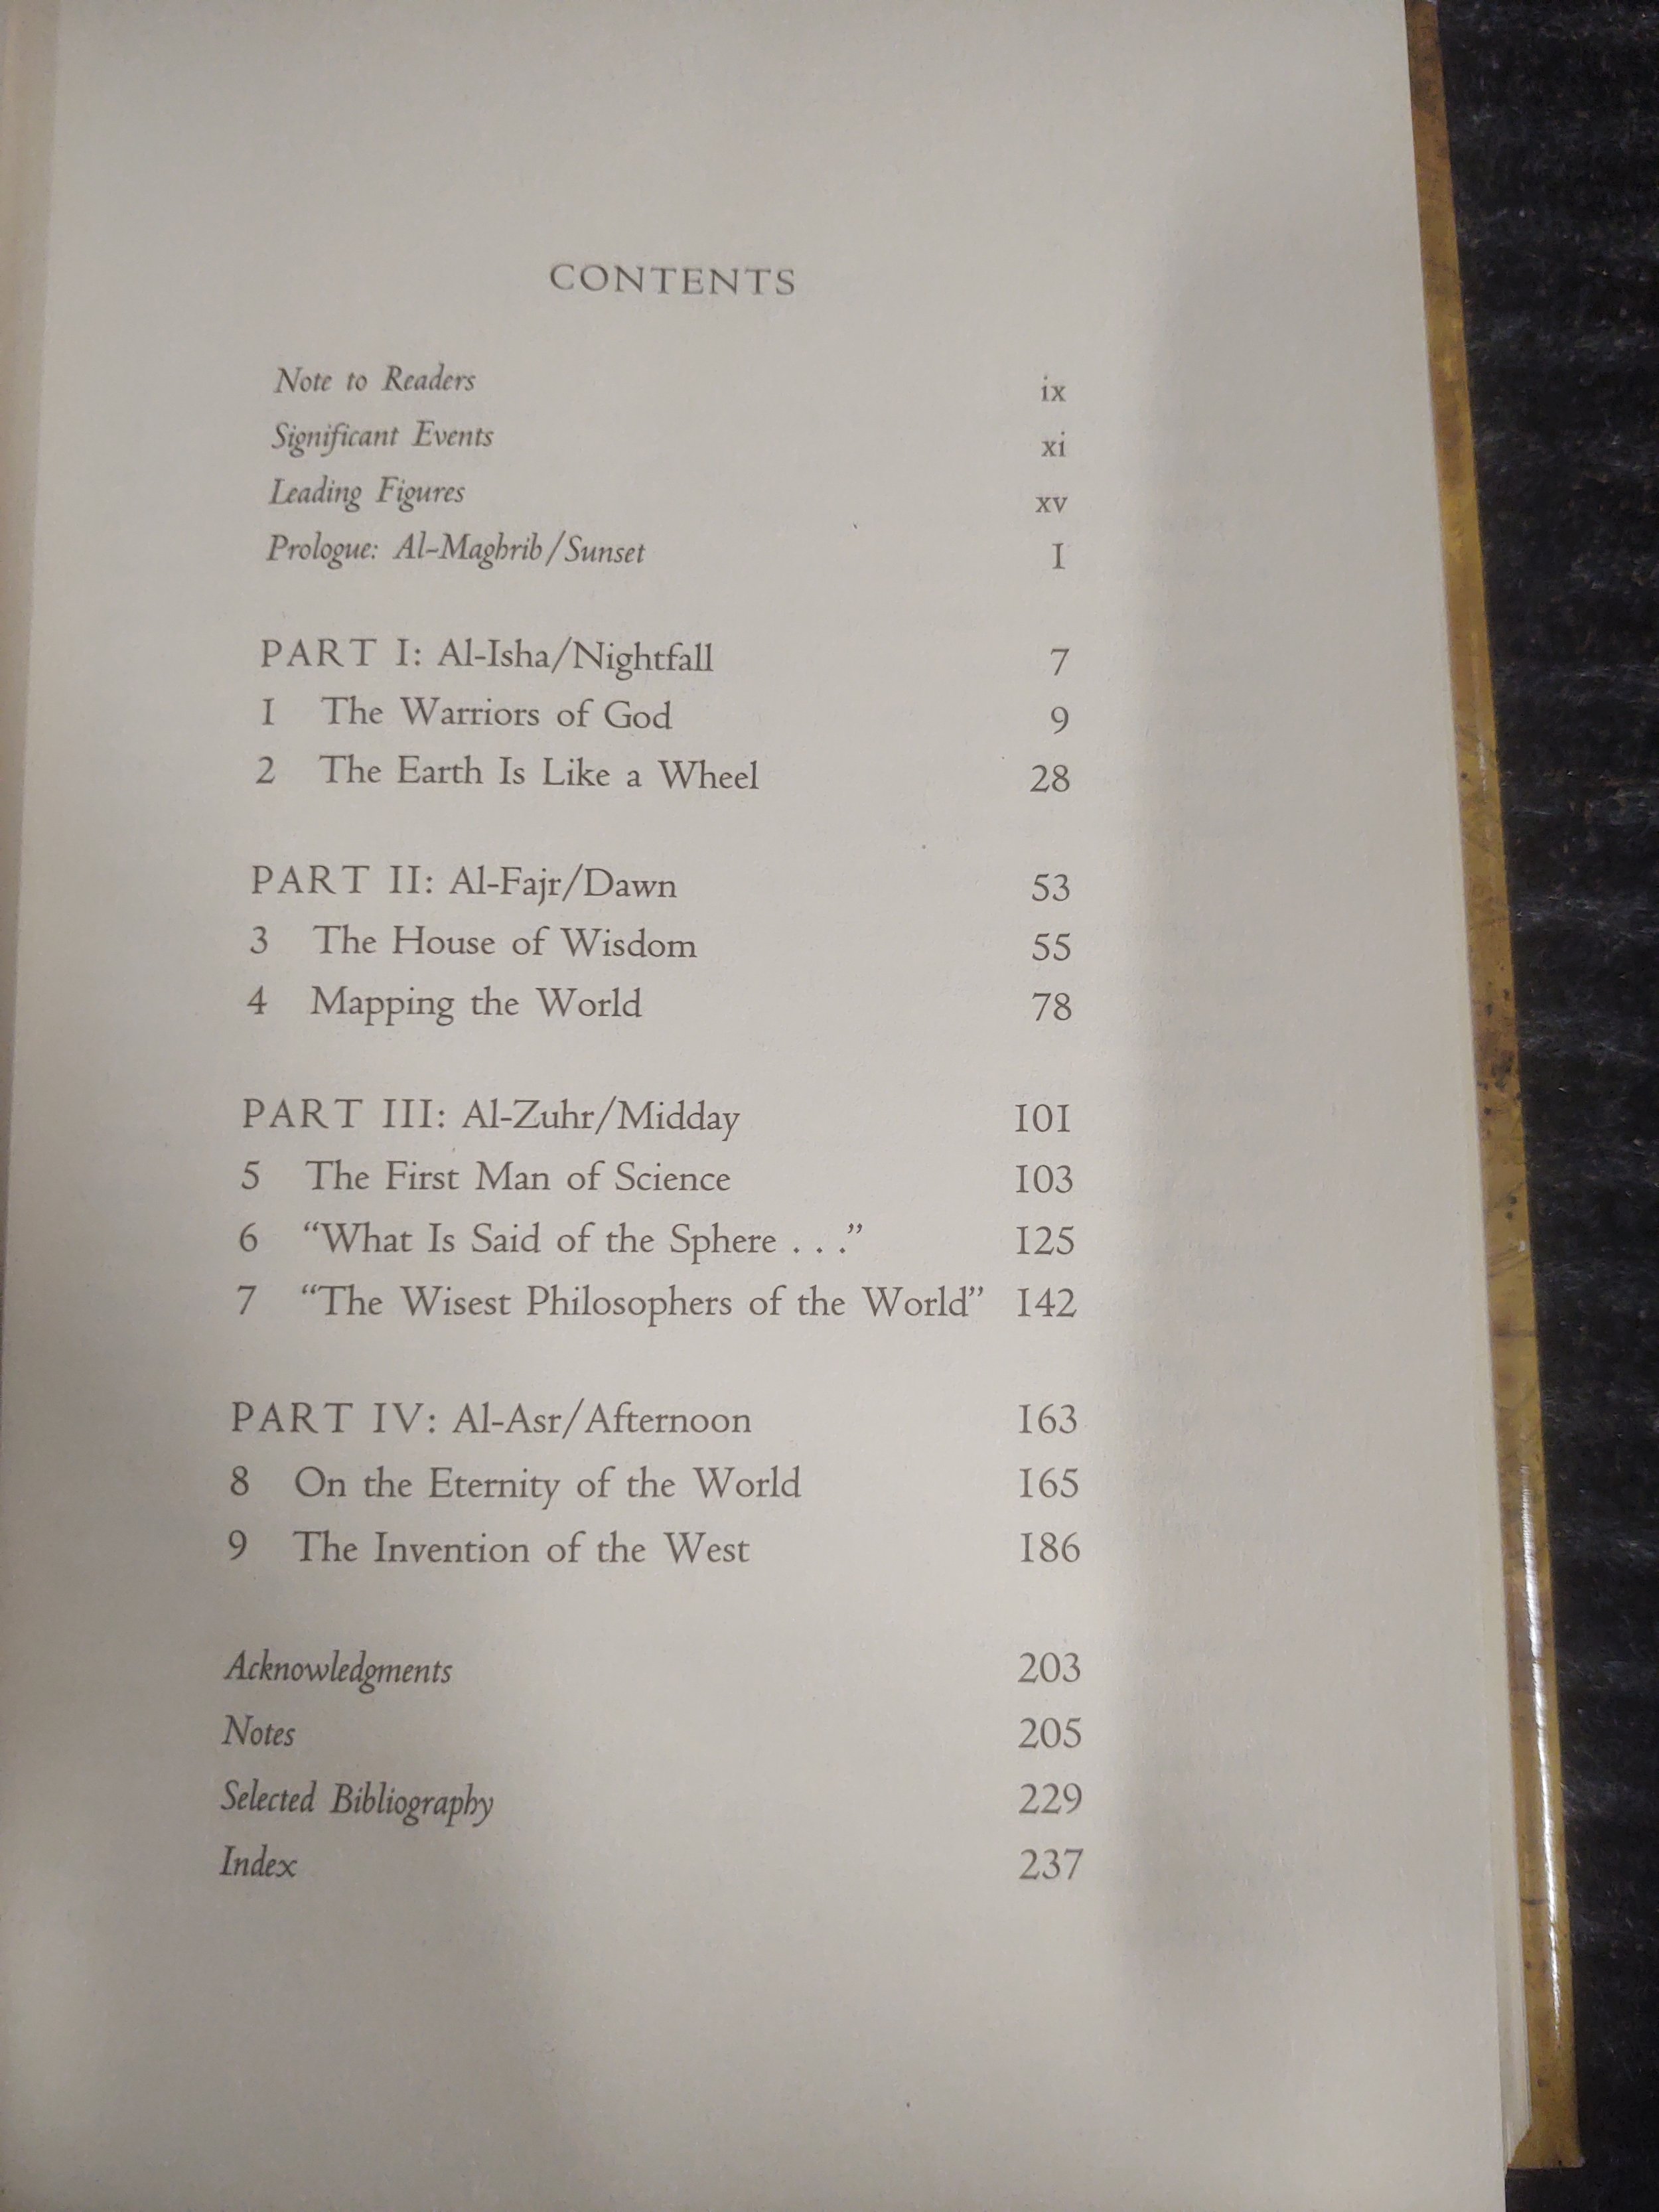 CONTENTS
Note to Readers ix
Significant Events xi
Leading Figures xv
Prologue: Al-Maghrib/Sunset 1
PART I: Al-Isha/Nightfall 7
1 The Warriors of God 9
2 The Earth Is Like a Wheel 28
PART II: Al-Fajr/Dawn 53
3 The House of Wisdom 55
4 Mapping the World 78
PART III: Al-Zuhr/Midday 101
5 The First Man of Science 103
6 “What Is Said of the Sphere . . .” 125
7 “The Wisest Philosophers of the World” 142
PART IV: Al-Asr/Afternoon 163
8 On the Eternity of the World 165
9 The Invention of the West 186
Acknowledgments 203
Notes 205
Selected Bibliography 229
Index 237